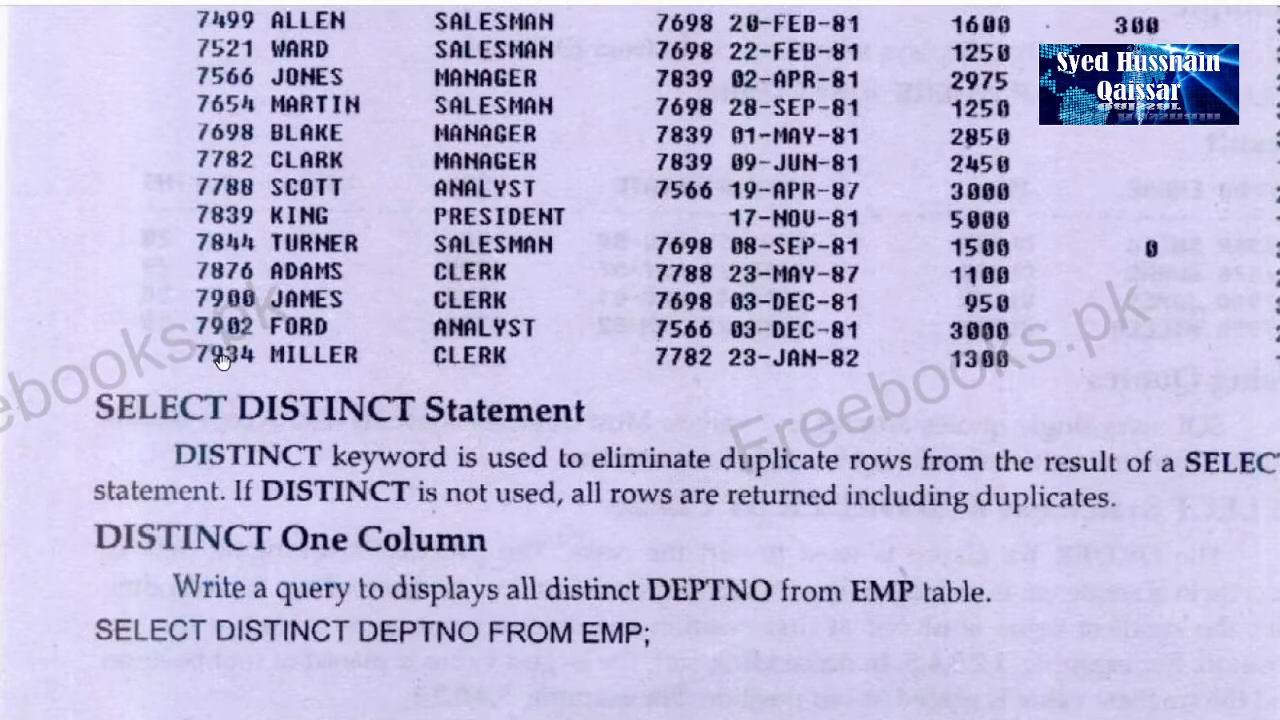 7499 ALLEN SALESMAN 7698 20-FEB-81 1600 300
7521 WARD SALESMAN 7698 22-FEB-81 1250
7566 JONES MANAGER 7839 02-APR-81 2975
7654 MARTIN SALESMAN 7698 28-SEP-81 1250
7698 BLAKE MANAGER 7839 01-MAY-81 2850
7782 CLARK MANAGER 7839 09-JUN-81 2450
7788 SCOTT ANALYST 7566 19-APR-87 3000
7839 KING PRESIDENT 17-NOV-81 5000
7844 TURNER SALESMAN 7698 08-SEP-81 1500 0
7876 ADAMS CLERK 7788 23-MAY-87 1100
7900 JAMES CLERK 7698 03-DEC-81 950
7902 FORD ANALYST 7566 03-DEC-81 3000
7934 MILLER CLERK 7782 23-JAN-82 1300
Syed Hussnain
Qaissar
ebooks.pk
Freebooks.pk
SELECT DISTINCT Statement
DISTINCT keyword is used to eliminate duplicate rows from the result of a SELECT
statement. If DISTINCT is not used, all rows are returned including duplicates.
DISTINCT One Column
Write a query to displays all distinct DEPTNO from EMP table.
SELECT DISTINCT DEPTNO FROM EMP;